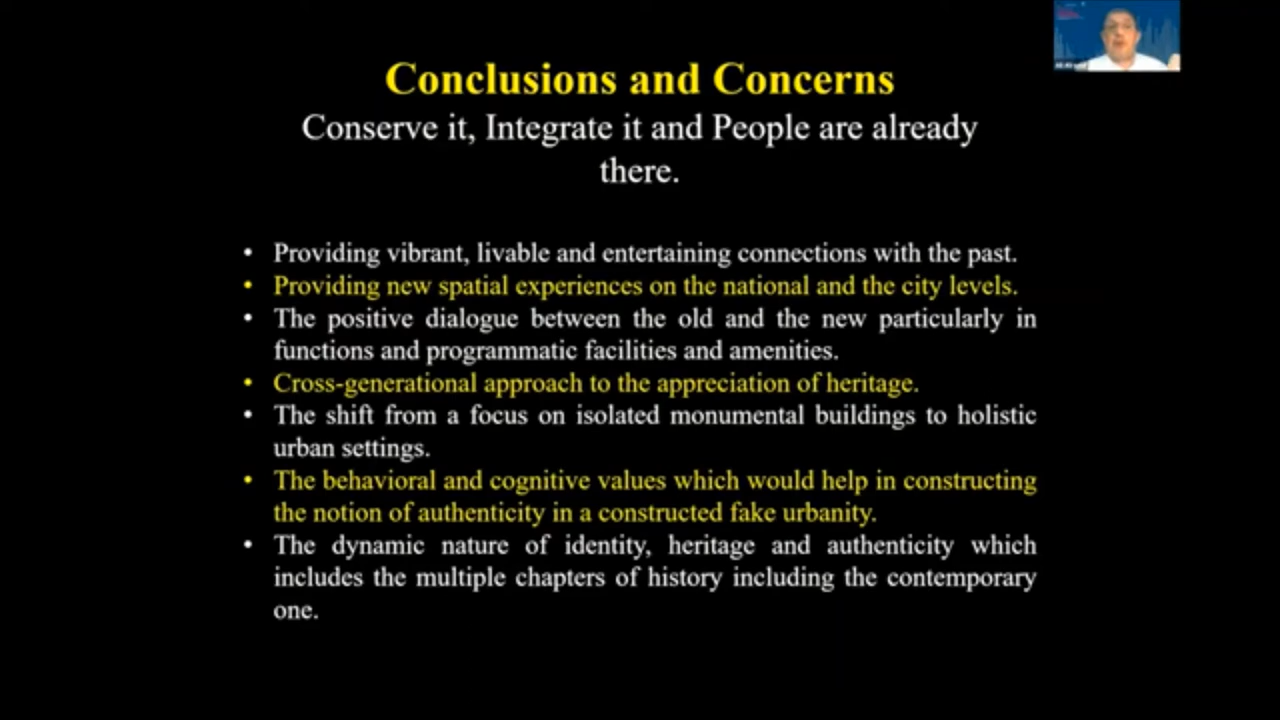 Conclusions and Concerns
Conserve it, Integrate it and People are already
there.
• Providing vibrant, livable and entertaining connections with the past.
• Providing new spatial experiences on the national and the city levels.
• The positive dialogue between the old and the new particularly in
functions and programmatic facilities and amenities.
• Cross-generational approach to the appreciation of heritage.
• The shift from a focus on isolated monumental buildings to holistic
urban settings.
• The behavioral and cognitive values which would help in constructing
the notion of authenticity in a constructed fake urbanity.
• The dynamic nature of identity, heritage and authenticity which
includes the multiple chapters of history including the contemporary
one.